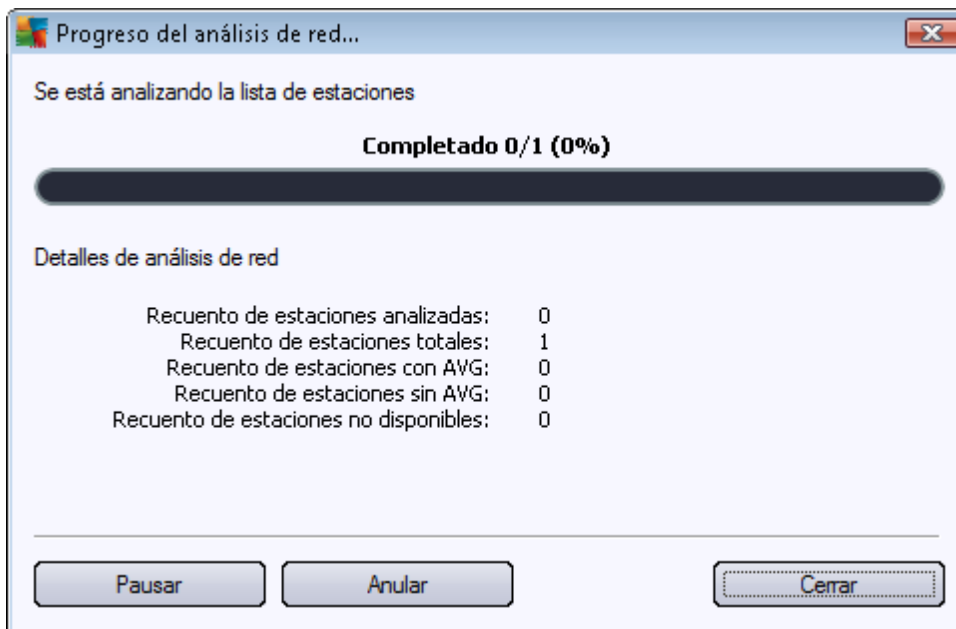 Progreso del análisis de red...
Se está analizando la lista de estaciones
Completado 0/1 (0%)
Detalles de análisis de red
Recuento de estaciones analizadas: 0
Recuento de estaciones totales: 1
Recuento de estaciones con AVG: 0
Recuento de estaciones sin AVG: 0
Recuento de estaciones no disponibles: 0
Pausar Anular Cerrar